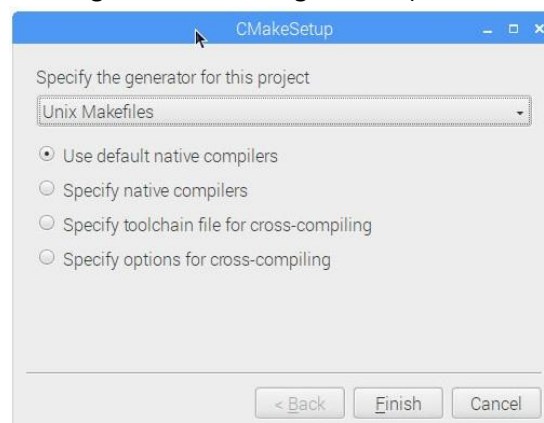 CMakeSetup
Specify the generator for this project
Unix Makefiles
Use default native compilers
Specify native compilers
Specify toolchain file for cross-compiling
Specify options for cross-compiling
< Back Finish Cancel